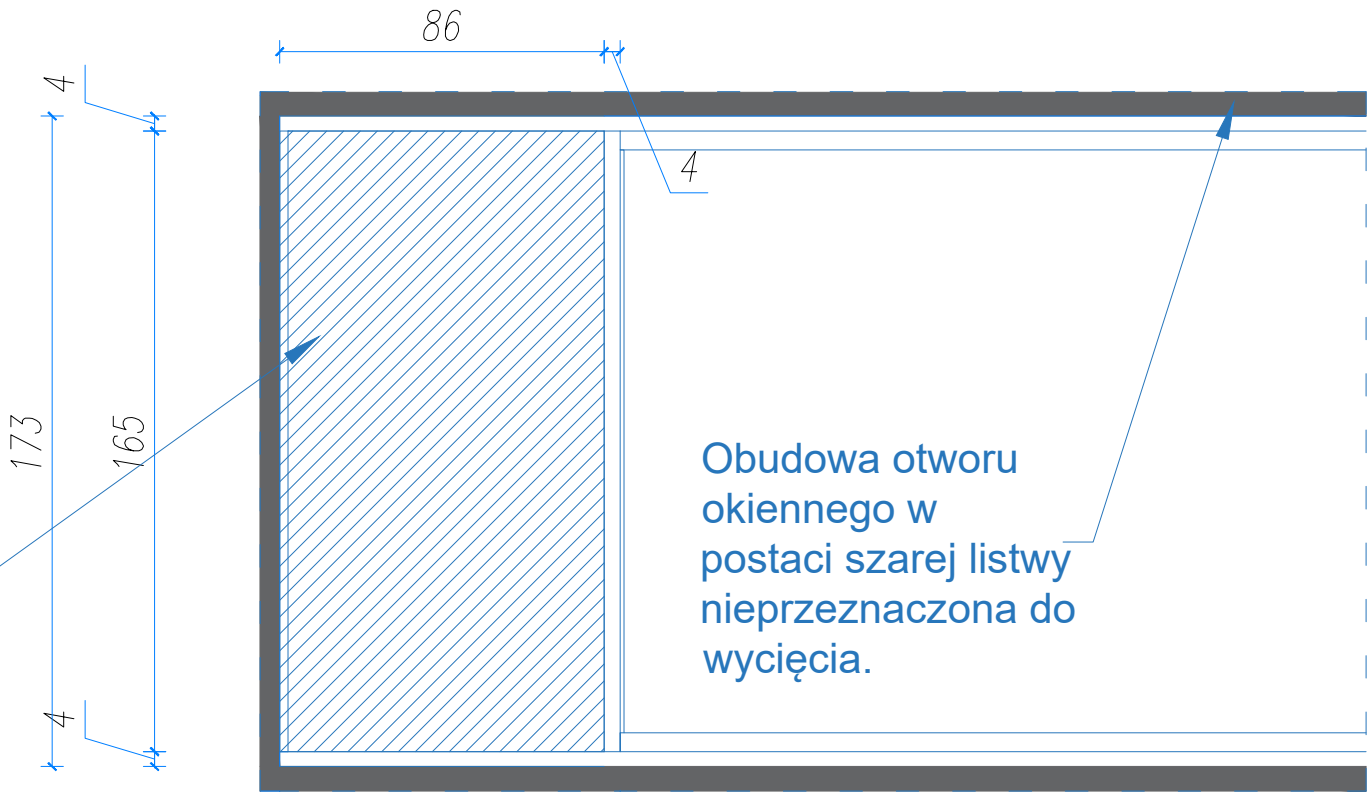 86
4
4
173
165
4
Obudowa otworu
okiennego w
postaci szarej listwy
nieprzeznaczona do
wycięcia.